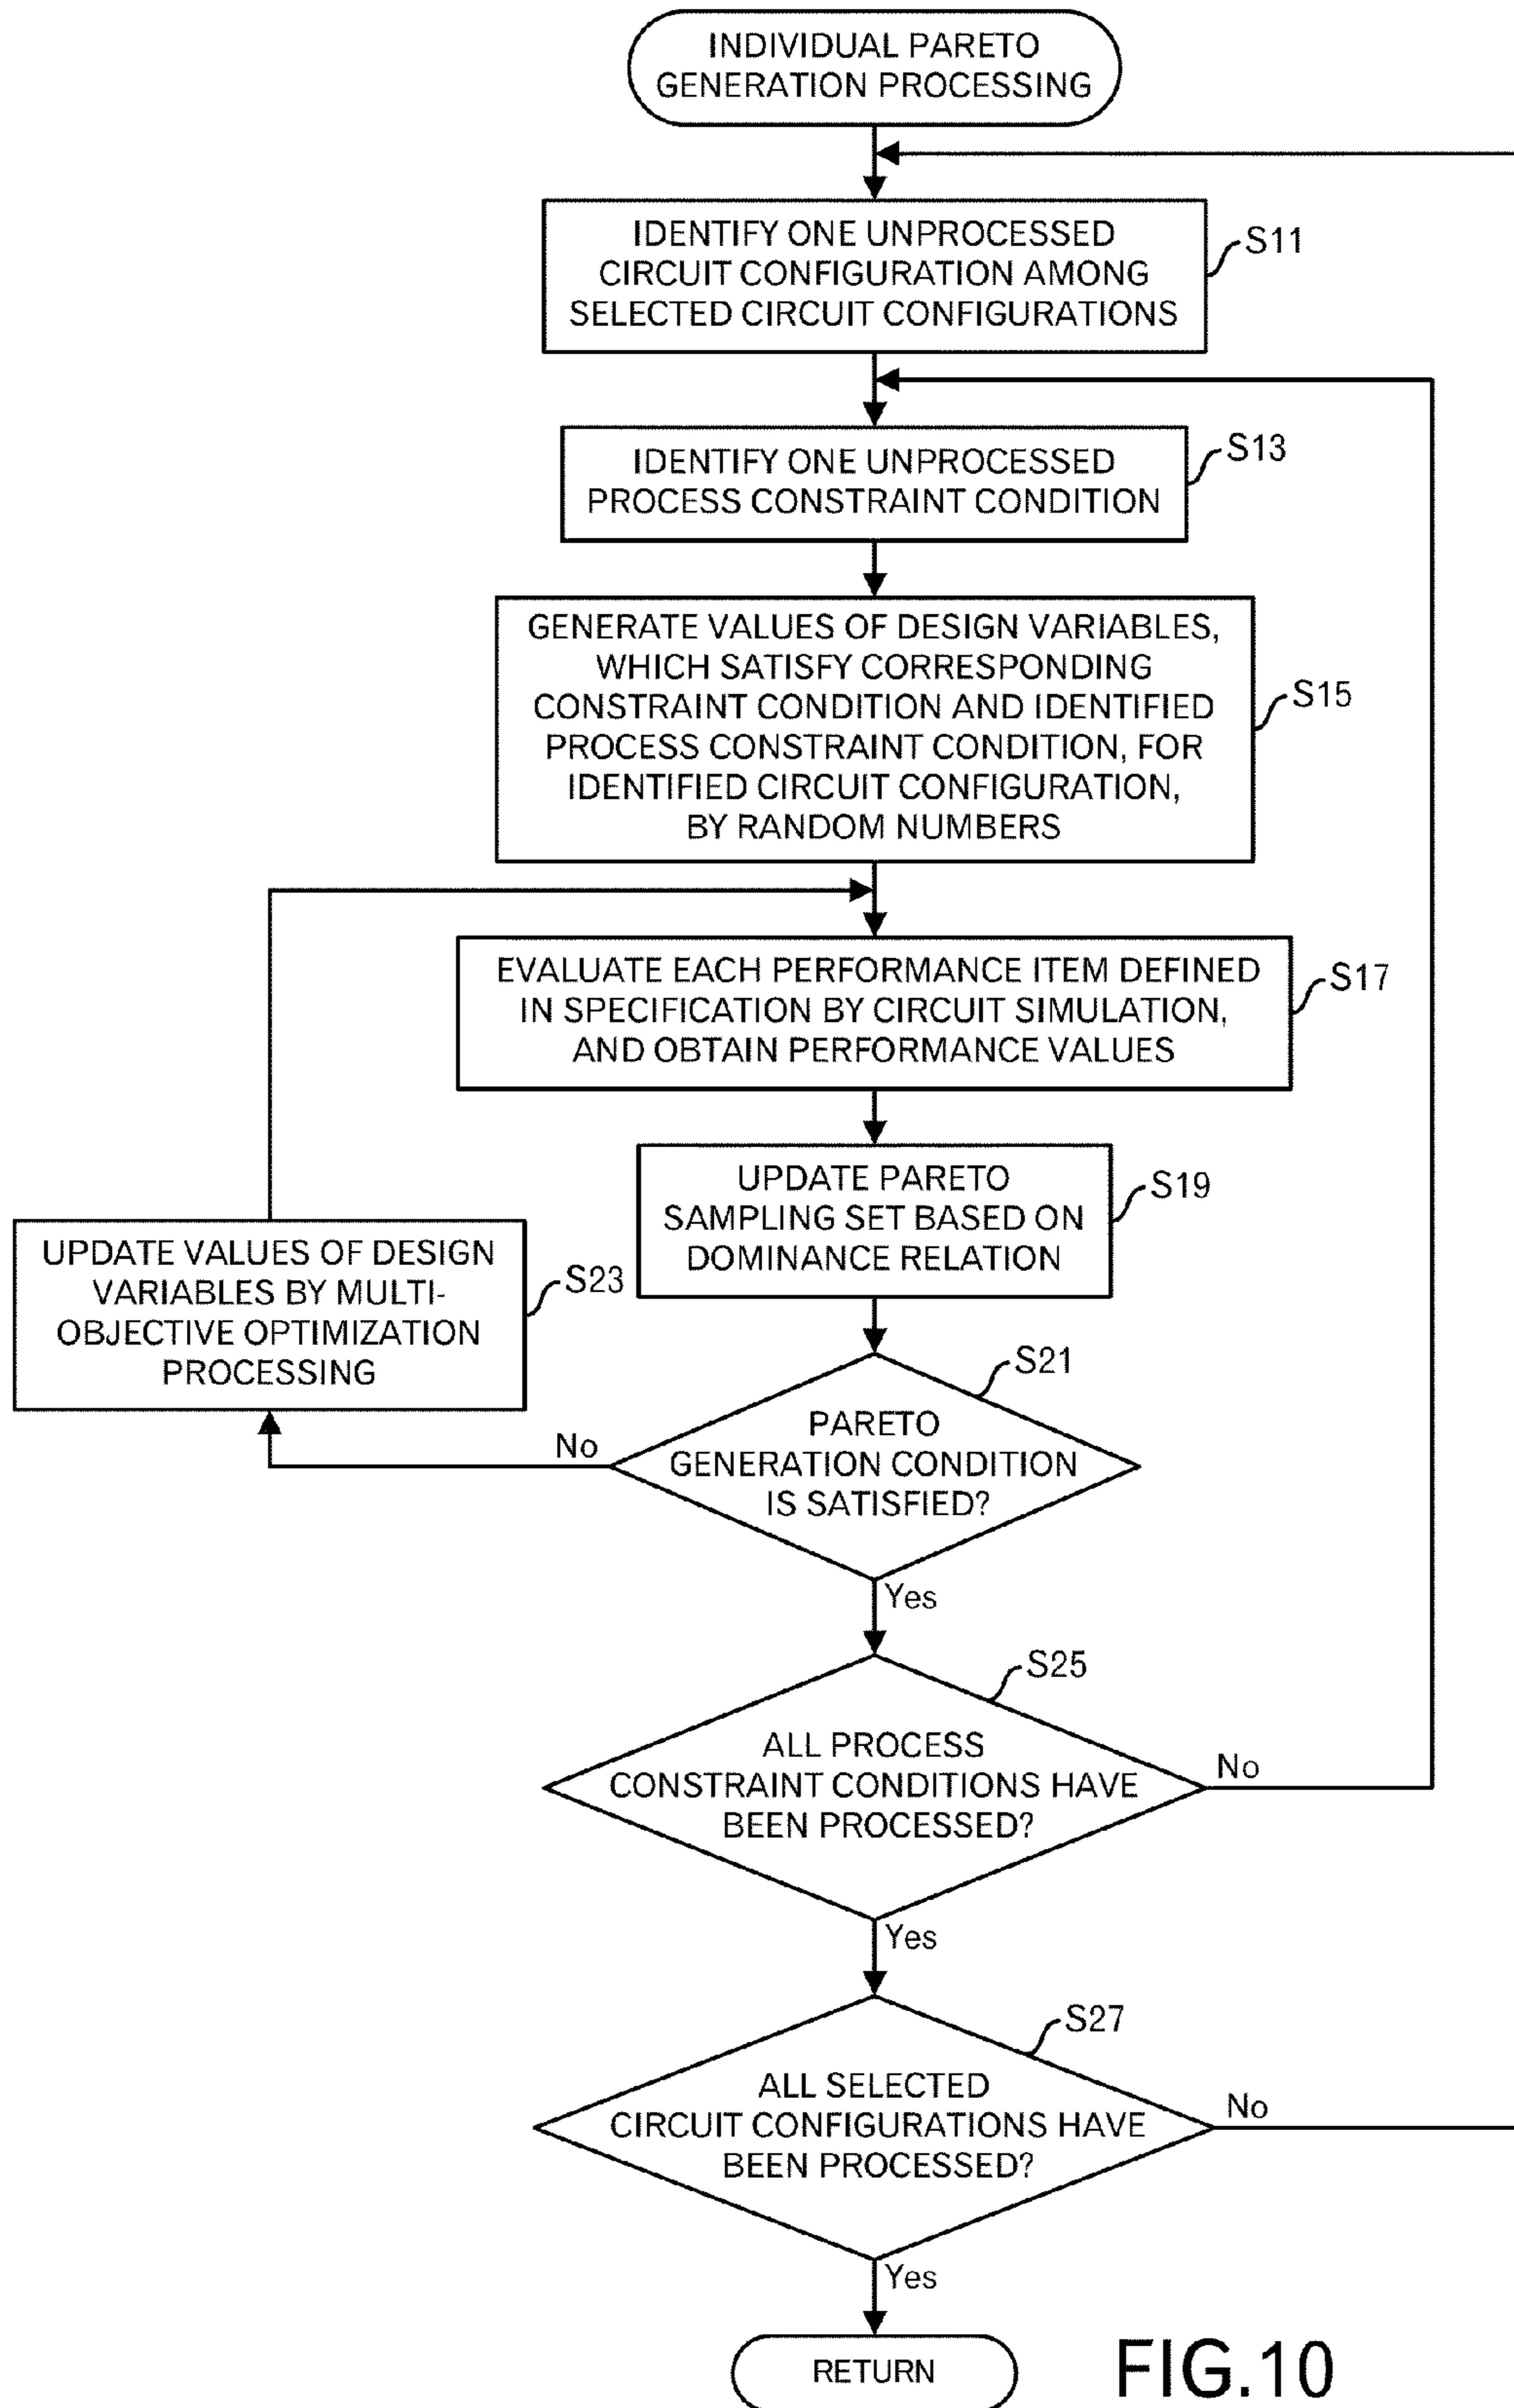 INDIVIDUAL PARETO
GENERATION PROCESSING
IDENTIFY ONE UNPROCESSED
CIRCUIT CONFIGURATION AMONG
SELECTED CIRCUIT CONFIGURATIONS
S11
IDENTIFY ONE UNPROCESSED
PROCESS CONSTRAINT CONDITION
S13
GENERATE VALUES OF DESIGN VARIABLES,
WHICH SATISFY CORRESPONDING
CONSTRAINT CONDITION AND IDENTIFIED
PROCESS CONSTRAINT CONDITION, FOR
IDENTIFIED CIRCUIT CONFIGURATION,
BY RANDOM NUMBERS
S15
EVALUATE EACH PERFORMANCE ITEM DEFINED
IN SPECIFICATION BY CIRCUIT SIMULATION,
AND OBTAIN PERFORMANCE VALUES
S17
UPDATE PARETO
SAMPLING SET BASED ON
DOMINANCE RELATION
S19
UPDATE VALUES OF DESIGN
VARIABLES BY MULTI-
OBJECTIVE OPTIMIZATION
PROCESSING
S23
PARETO
GENERATION CONDITION
IS SATISFIED?
S21
No
Yes
ALL PROCESS
CONSTRAINT CONDITIONS HAVE
BEEN PROCESSED?
S25
No
Yes
ALL SELECTED
CIRCUIT CONFIGURATIONS HAVE
BEEN PROCESSED?
S27
No
Yes
RETURN
FIG.10